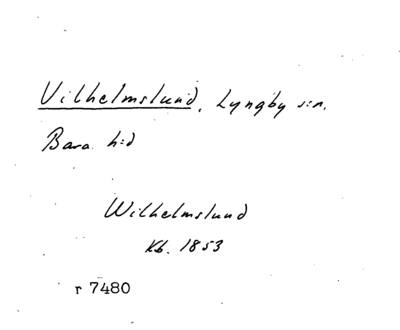 Vilhelmslund, Lyngby s:n.
Bara h:d
Wilhelmslund
Kb. 1853
r 7480